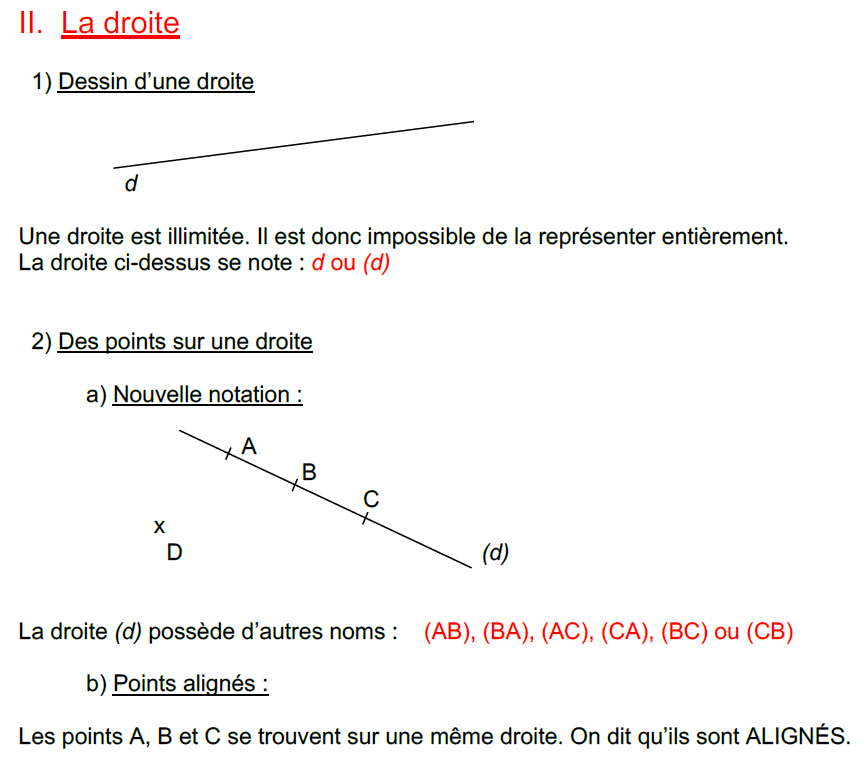 II. La droite
1) Dessin d'une droite
d
Une droite est illimitée. Il est donc impossible de la représenter entièrement.
La droite ci-dessus se note : d ou (d)
2) Des points sur une droite
a) Nouvelle notation :
A
B
C
x
D
(d)
La droite (d) possède d'autres noms : (AB), (BA), (AC), (CA), (BC) ou (CB)
b) Points alignés :
Les points A, B et C se trouvent sur une même droite. On dit qu'ils sont ALIGNÉS.